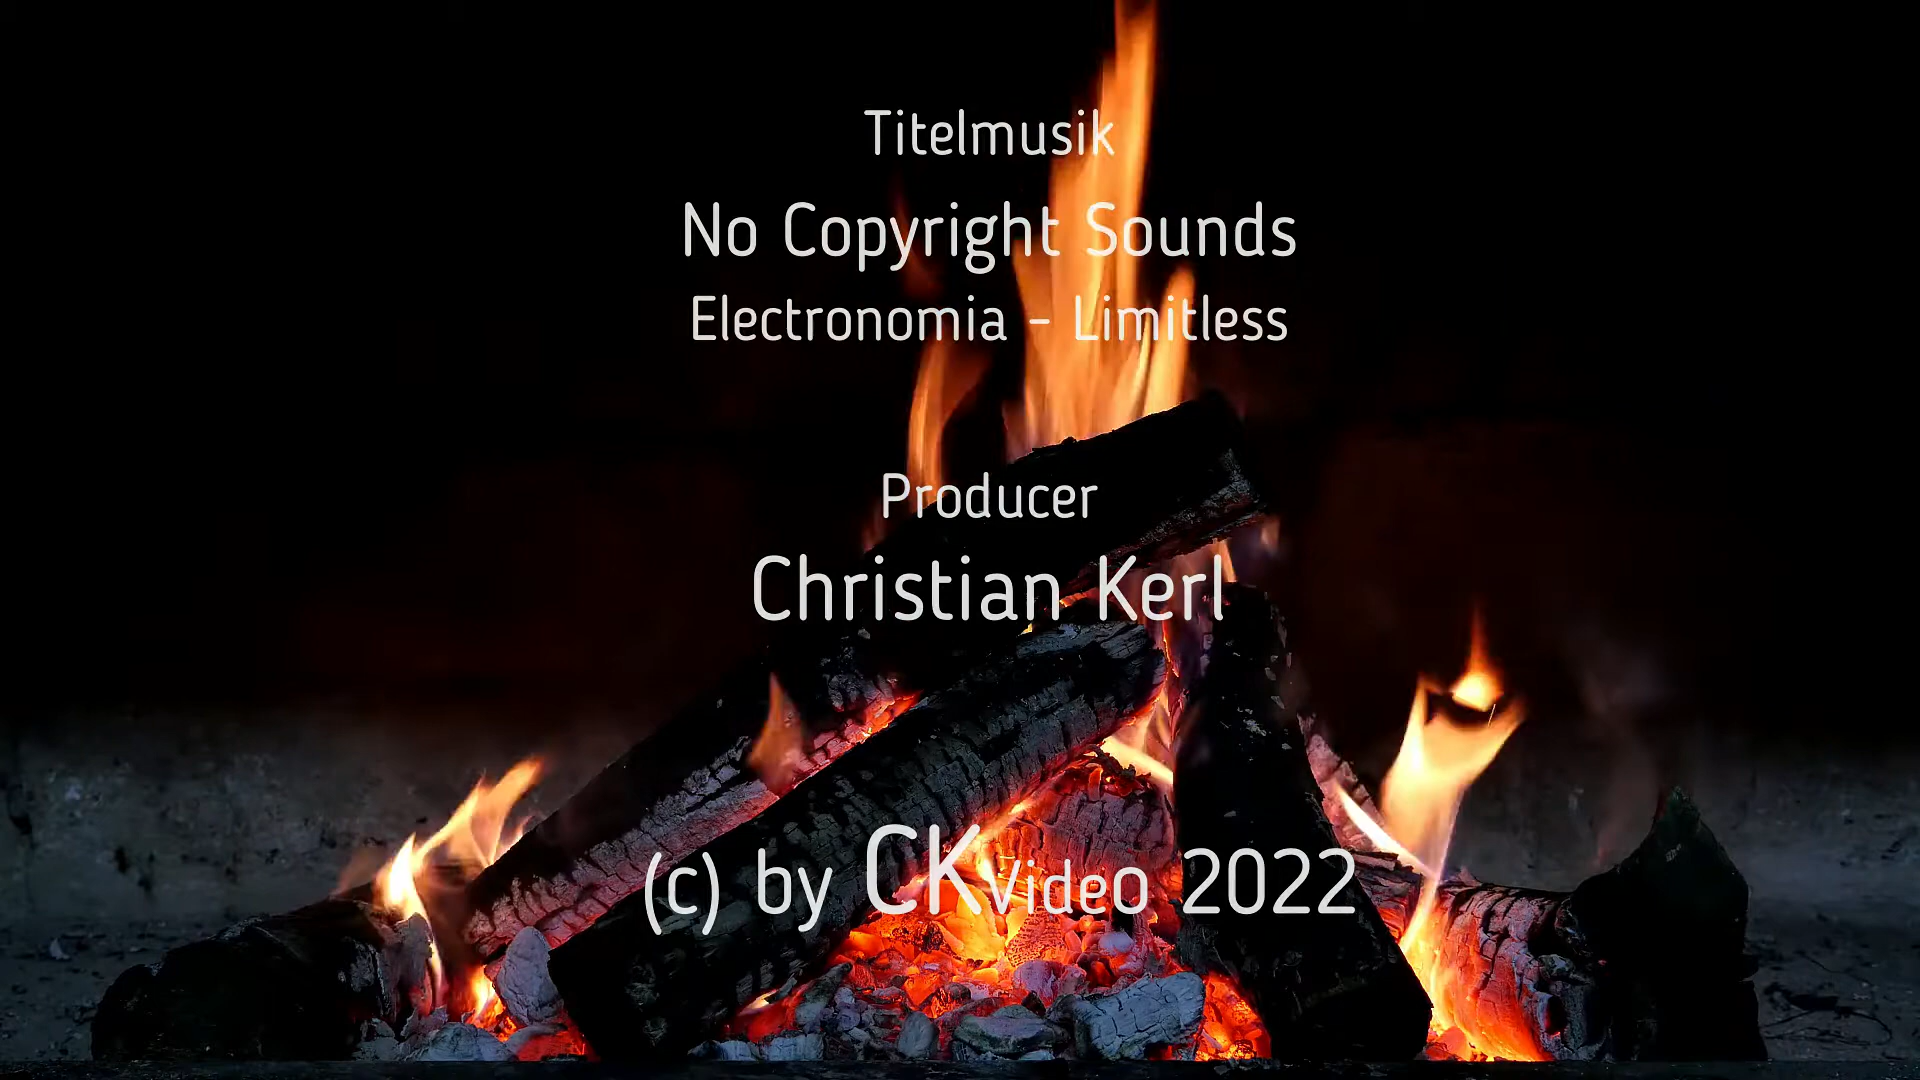 Titelmusik
No Copyright Sounds
Electronomia - Limitless
Producer
Christian Kerl
(c) by CKVideo 2022